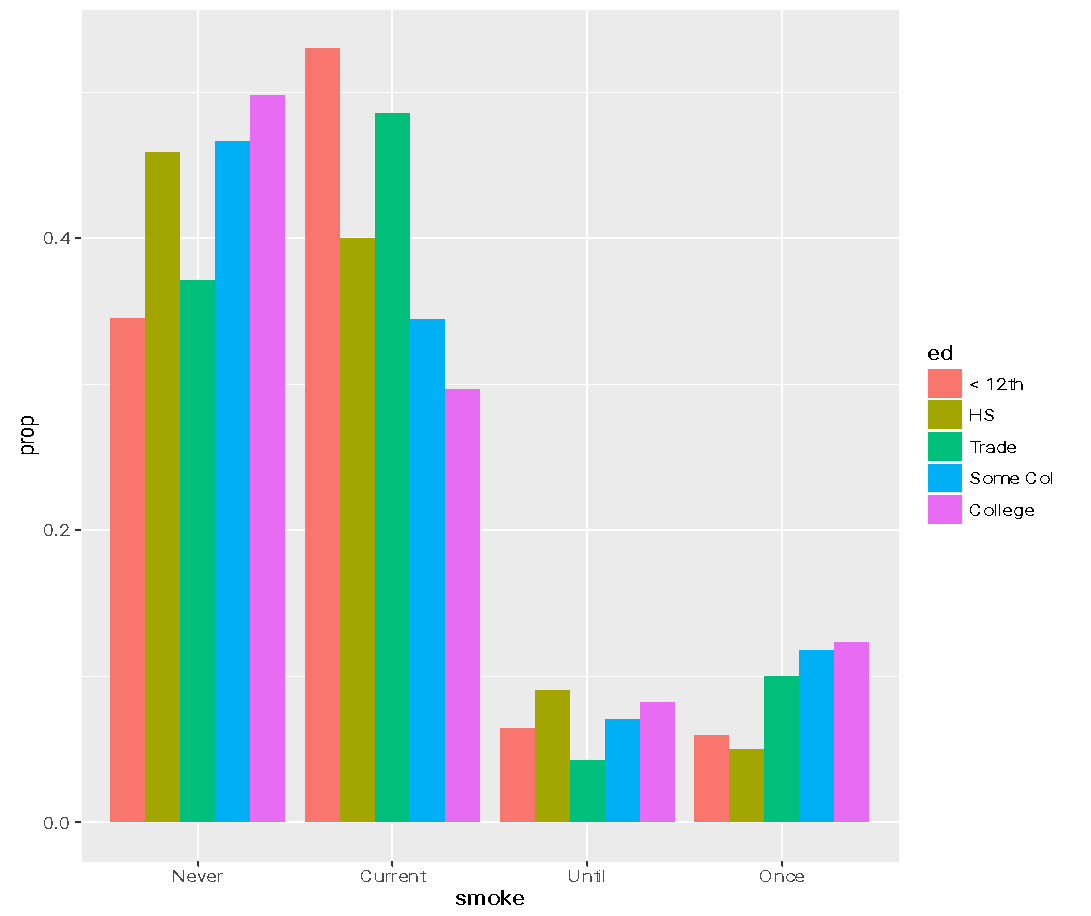 0.4
0.2
0.0
prop
Never Current Until Once
smoke
ed
< 12th
HS
Trade
Some Col
College